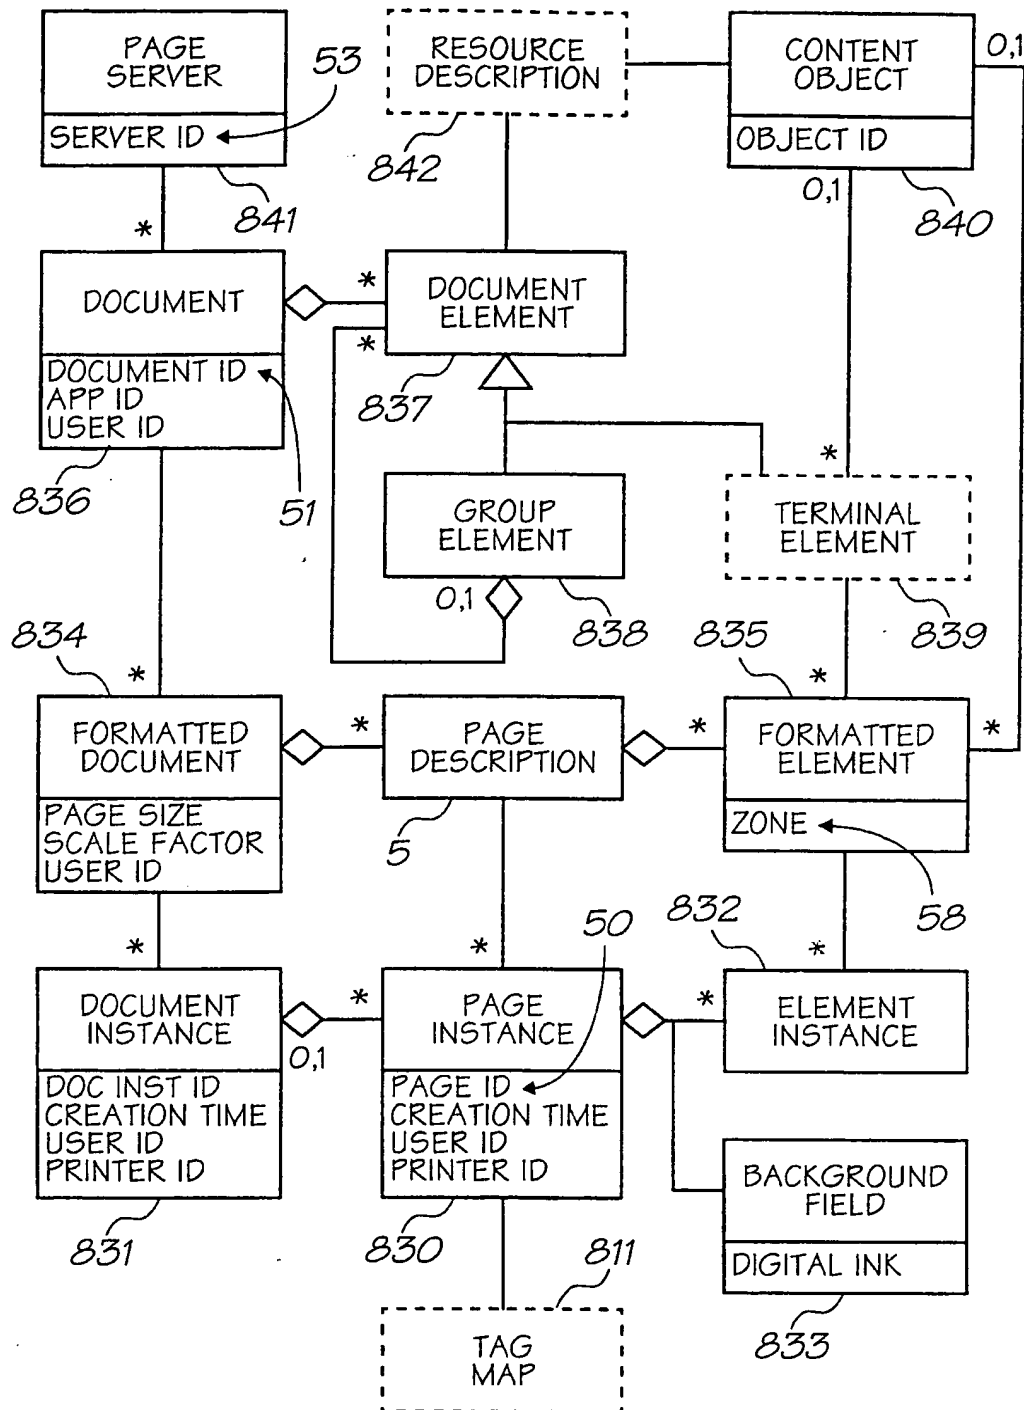 PAGE
SERVER
SERVER ID
53
841
RESOURCE
DESCRIPTION
842
CONTENT
OBJECT
OBJECT ID
840
0,1
0,1
*
DOCUMENT
DOCUMENT ID
APP ID
USER ID
836
51
*
*
DOCUMENT
ELEMENT
837
GROUP
ELEMENT
0,1
838
*
TERMINAL
ELEMENT
839
834
*
FORMATTED
DOCUMENT
PAGE SIZE
SCALE FACTOR
USER ID
*
PAGE
DESCRIPTION
5
*
835
*
FORMATTED
ELEMENT
*
ZONE
58
*
DOCUMENT
INSTANCE
0,1
DOC INST ID
CREATION TIME
USER ID
PRINTER ID
831
*
*
50
PAGE
INSTANCE
PAGE ID
CREATION TIME
USER ID
PRINTER ID
830
*
832
*
ELEMENT
INSTANCE
BACKGROUND
FIELD
DIGITAL INK
833
811
TAG
MAP